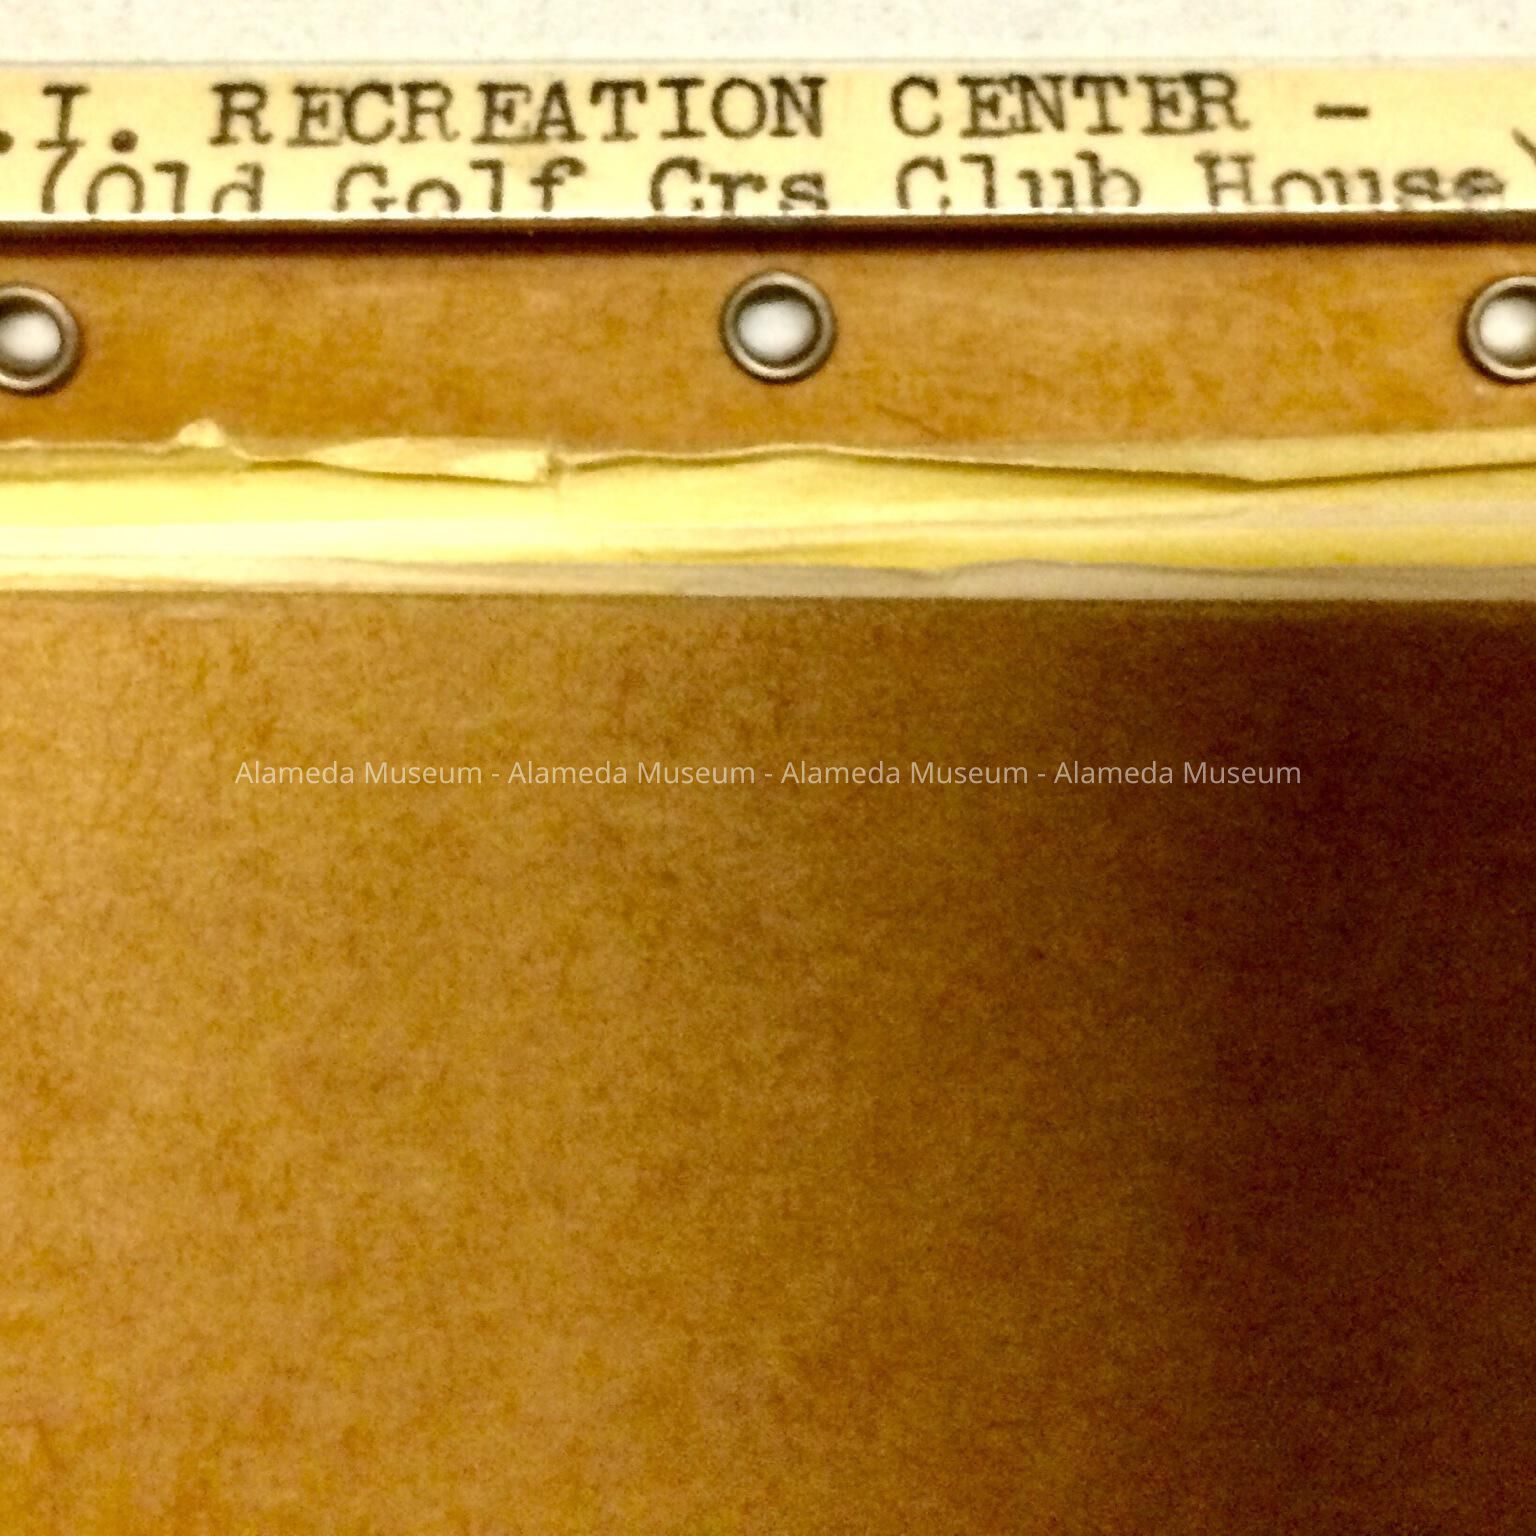 .I. RECREATION CENTER -
(Old Golf Crs Club House)
Alameda Museum - Alameda Museum - Alameda Museum - Alameda Museum